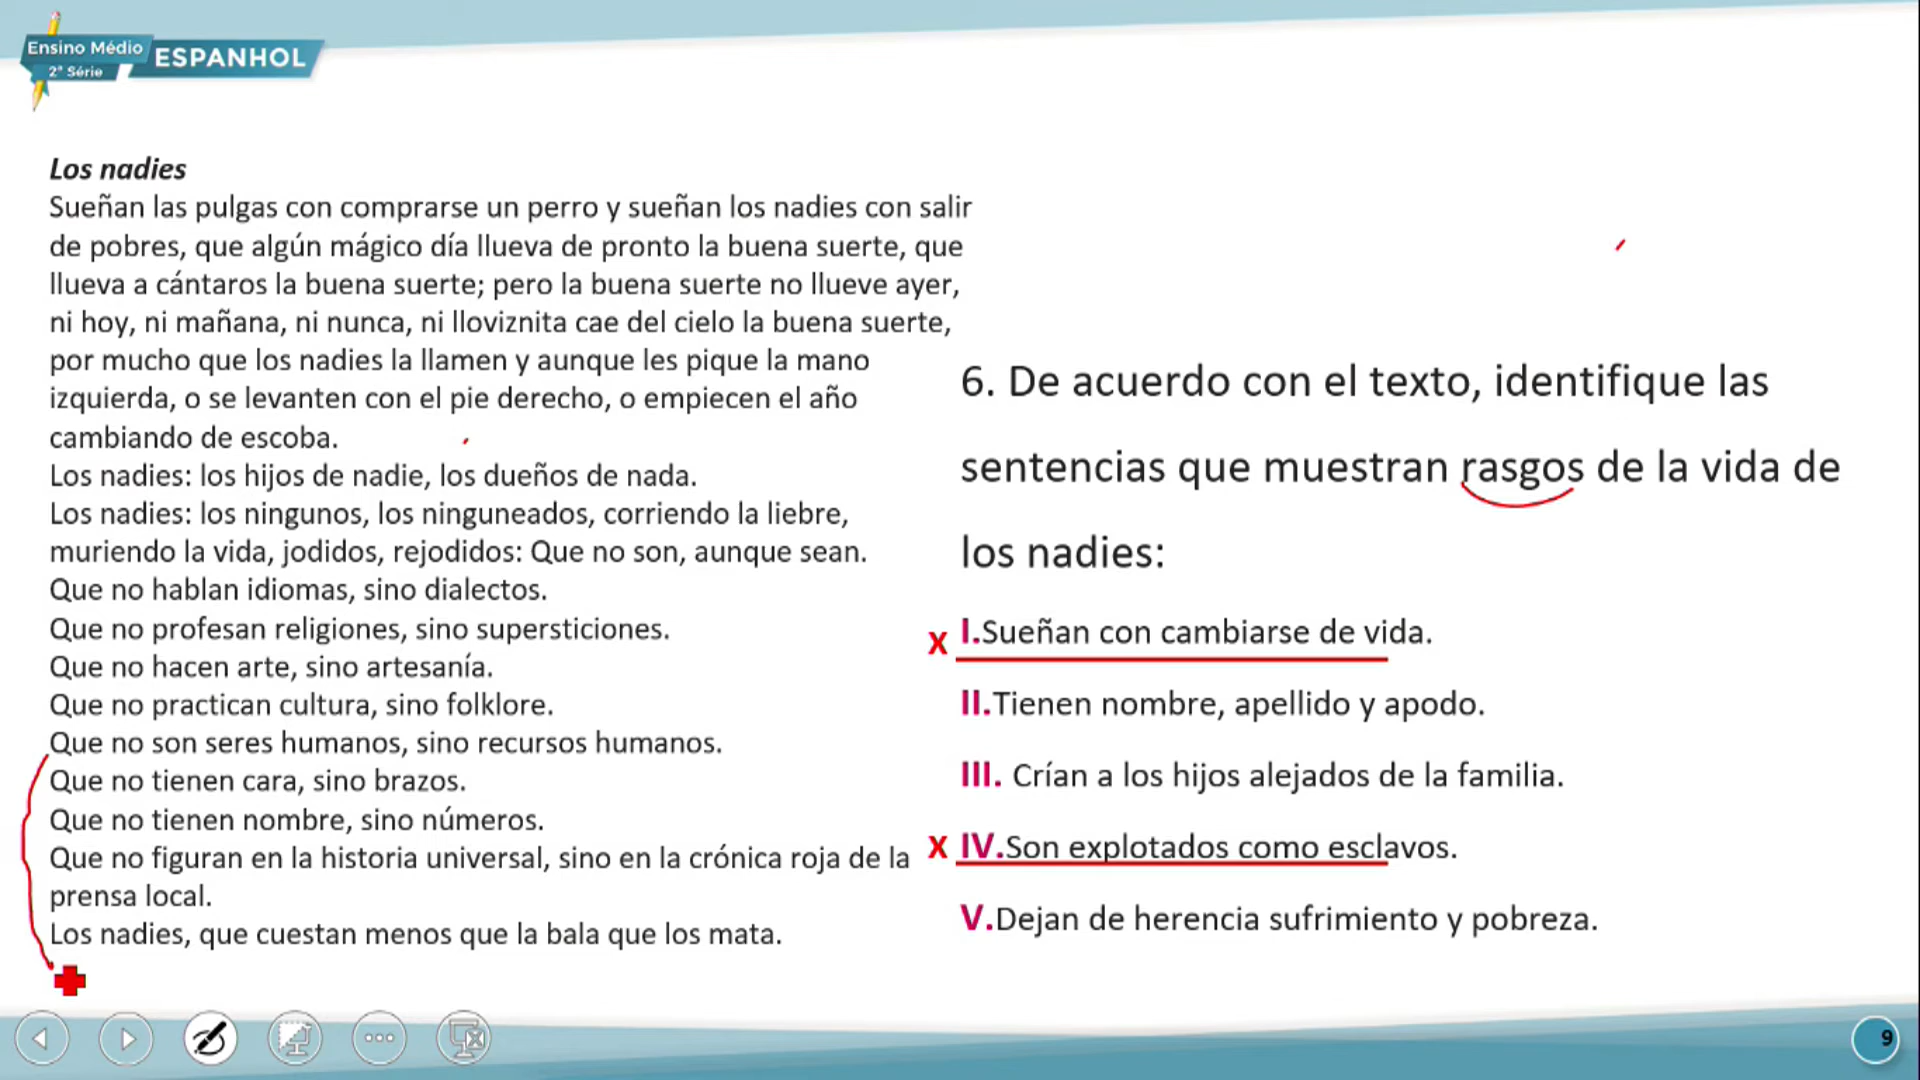 Ensino Médio
2ª Série
ESPANHOL
Los nadies
Sueñan las pulgas con comprarse un perro y sueñan los nadies con salir
de pobres, que algún mágico día llueva de pronto la buena suerte, que
llueva a cántaros la buena suerte; pero la buena suerte no llueve ayer,
ni hoy, ni mañana, ni nunca, ni lloviznita cae del cielo la buena suerte,
por mucho que los nadies la llamen y aunque les pique la mano
izquierda, o se levanten con el pie derecho, o empiecen el año
cambiando de escoba.
Los nadies: los hijos de nadie, los dueños de nada.
Los nadies: los ningunos, los ninguneados, corriendo la liebre,
muriendo la vida, jodidos, rejodidos: Que no son, aunque sean.
Que no hablan idiomas, sino dialectos.
Que no profesan religiones, sino supersticiones.
Que no hacen arte, sino artesanía.
Que no practican cultura, sino folklore.
Que no son seres humanos, sino recursos humanos.
Que no tienen cara, sino brazos.
Que no tienen nombre, sino números.
Que no figuran en la historia universal, sino en la crónica roja de la
prensa local.
Los nadies, que cuestan menos que la bala que los mata.
6. De acuerdo con el texto, identifique las
sentencias que muestran rasgos de la vida de
los nadies:
X I.Sueñan con cambiarse de vida.
II.Tienen nombre, apellido y apodo.
III. Crían a los hijos alejados de la familia.
X IV.Son explotados como esclavos.
V.Dejan de herencia sufrimiento y pobreza.
9